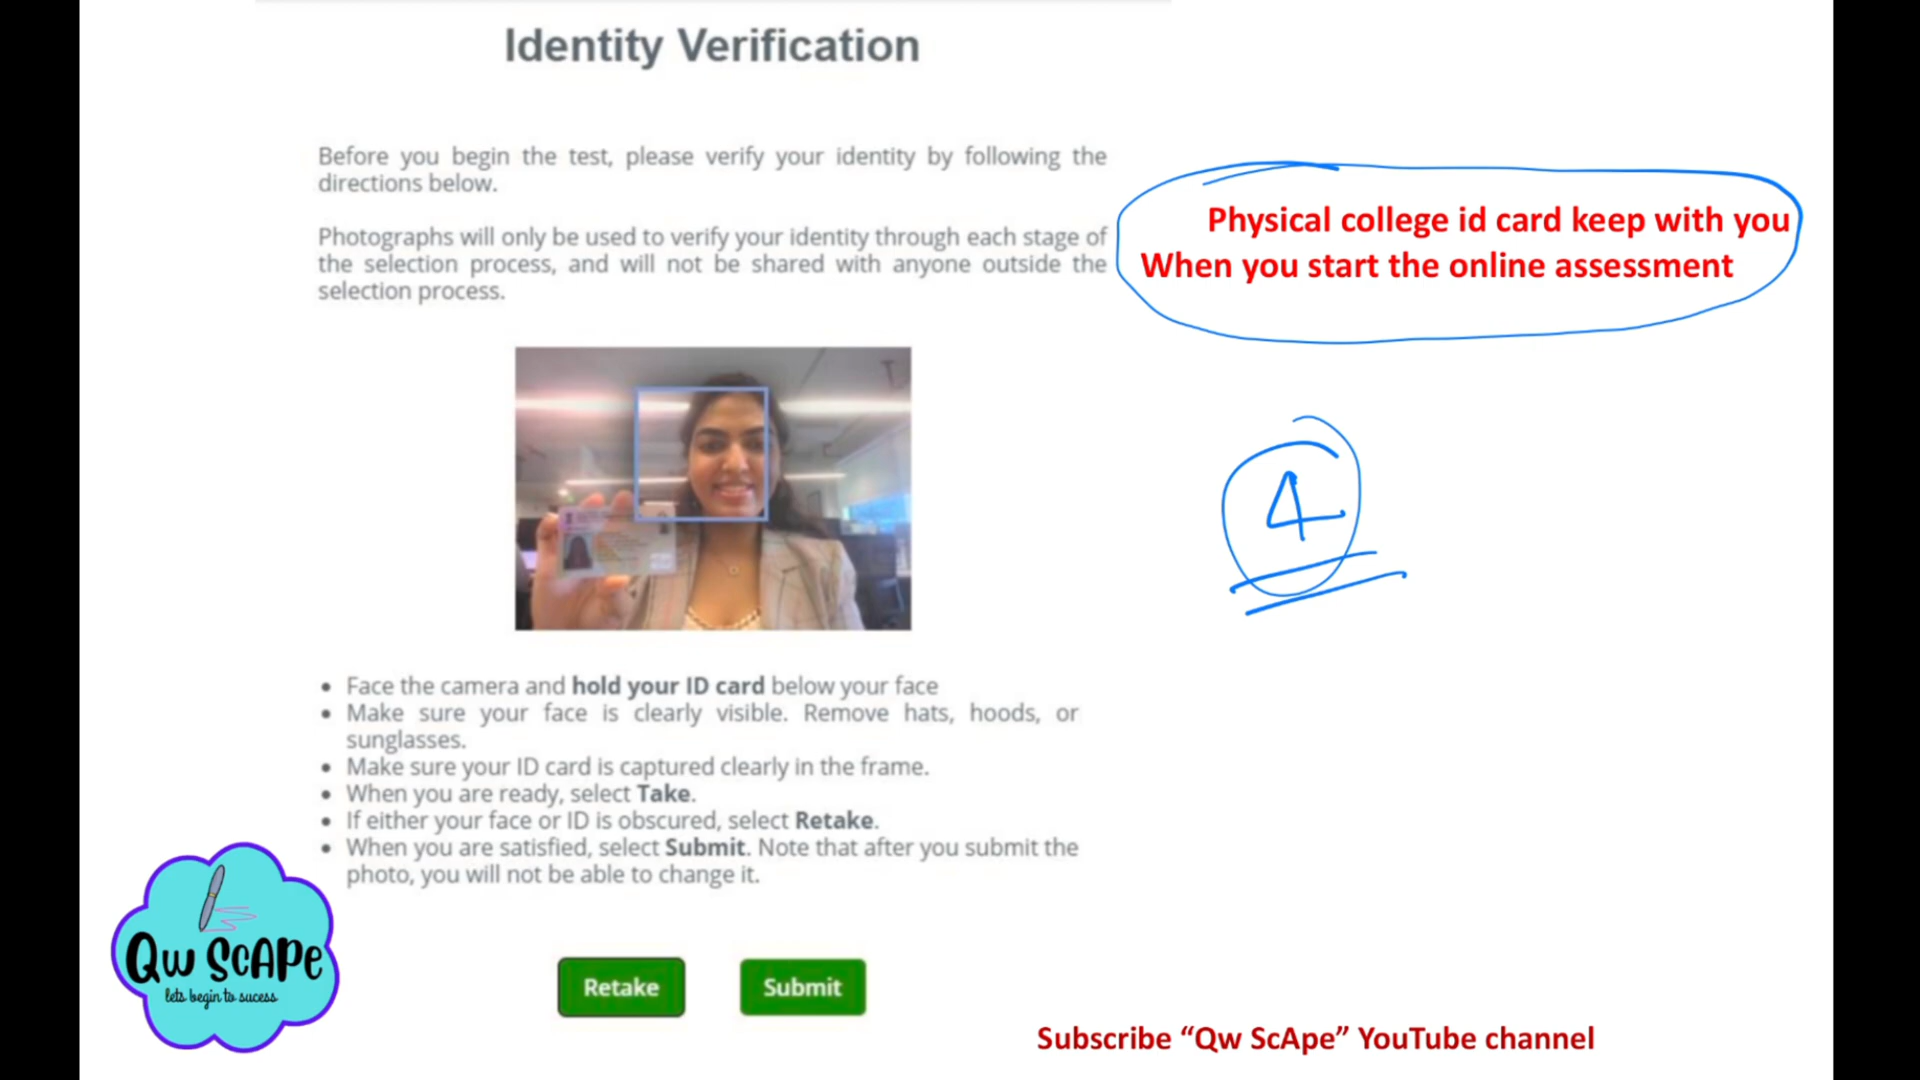 Identity Verification
Before you begin the test, please verify your identity by following the
directions below.
Photographs will only be used to verify your identity through each stage of
the selection process, and will not be shared with anyone outside the
selection process.
Physical college id card keep with you
When you start the online assessment
4
• Face the camera and hold your ID card below your face
• Make sure your face is clearly visible. Remove hats, hoods, or
sunglasses.
• Make sure your ID card is captured clearly in the frame.
• When you are ready, select Take.
• If either your face or ID is obscured, select Retake.
• When you are satisfied, select Submit. Note that after you submit the
photo, you will not be able to change it.
Qw ScAPe
lets begin to sucess
Retake
Submit
Subscribe “Qw ScApe” YouTube channel